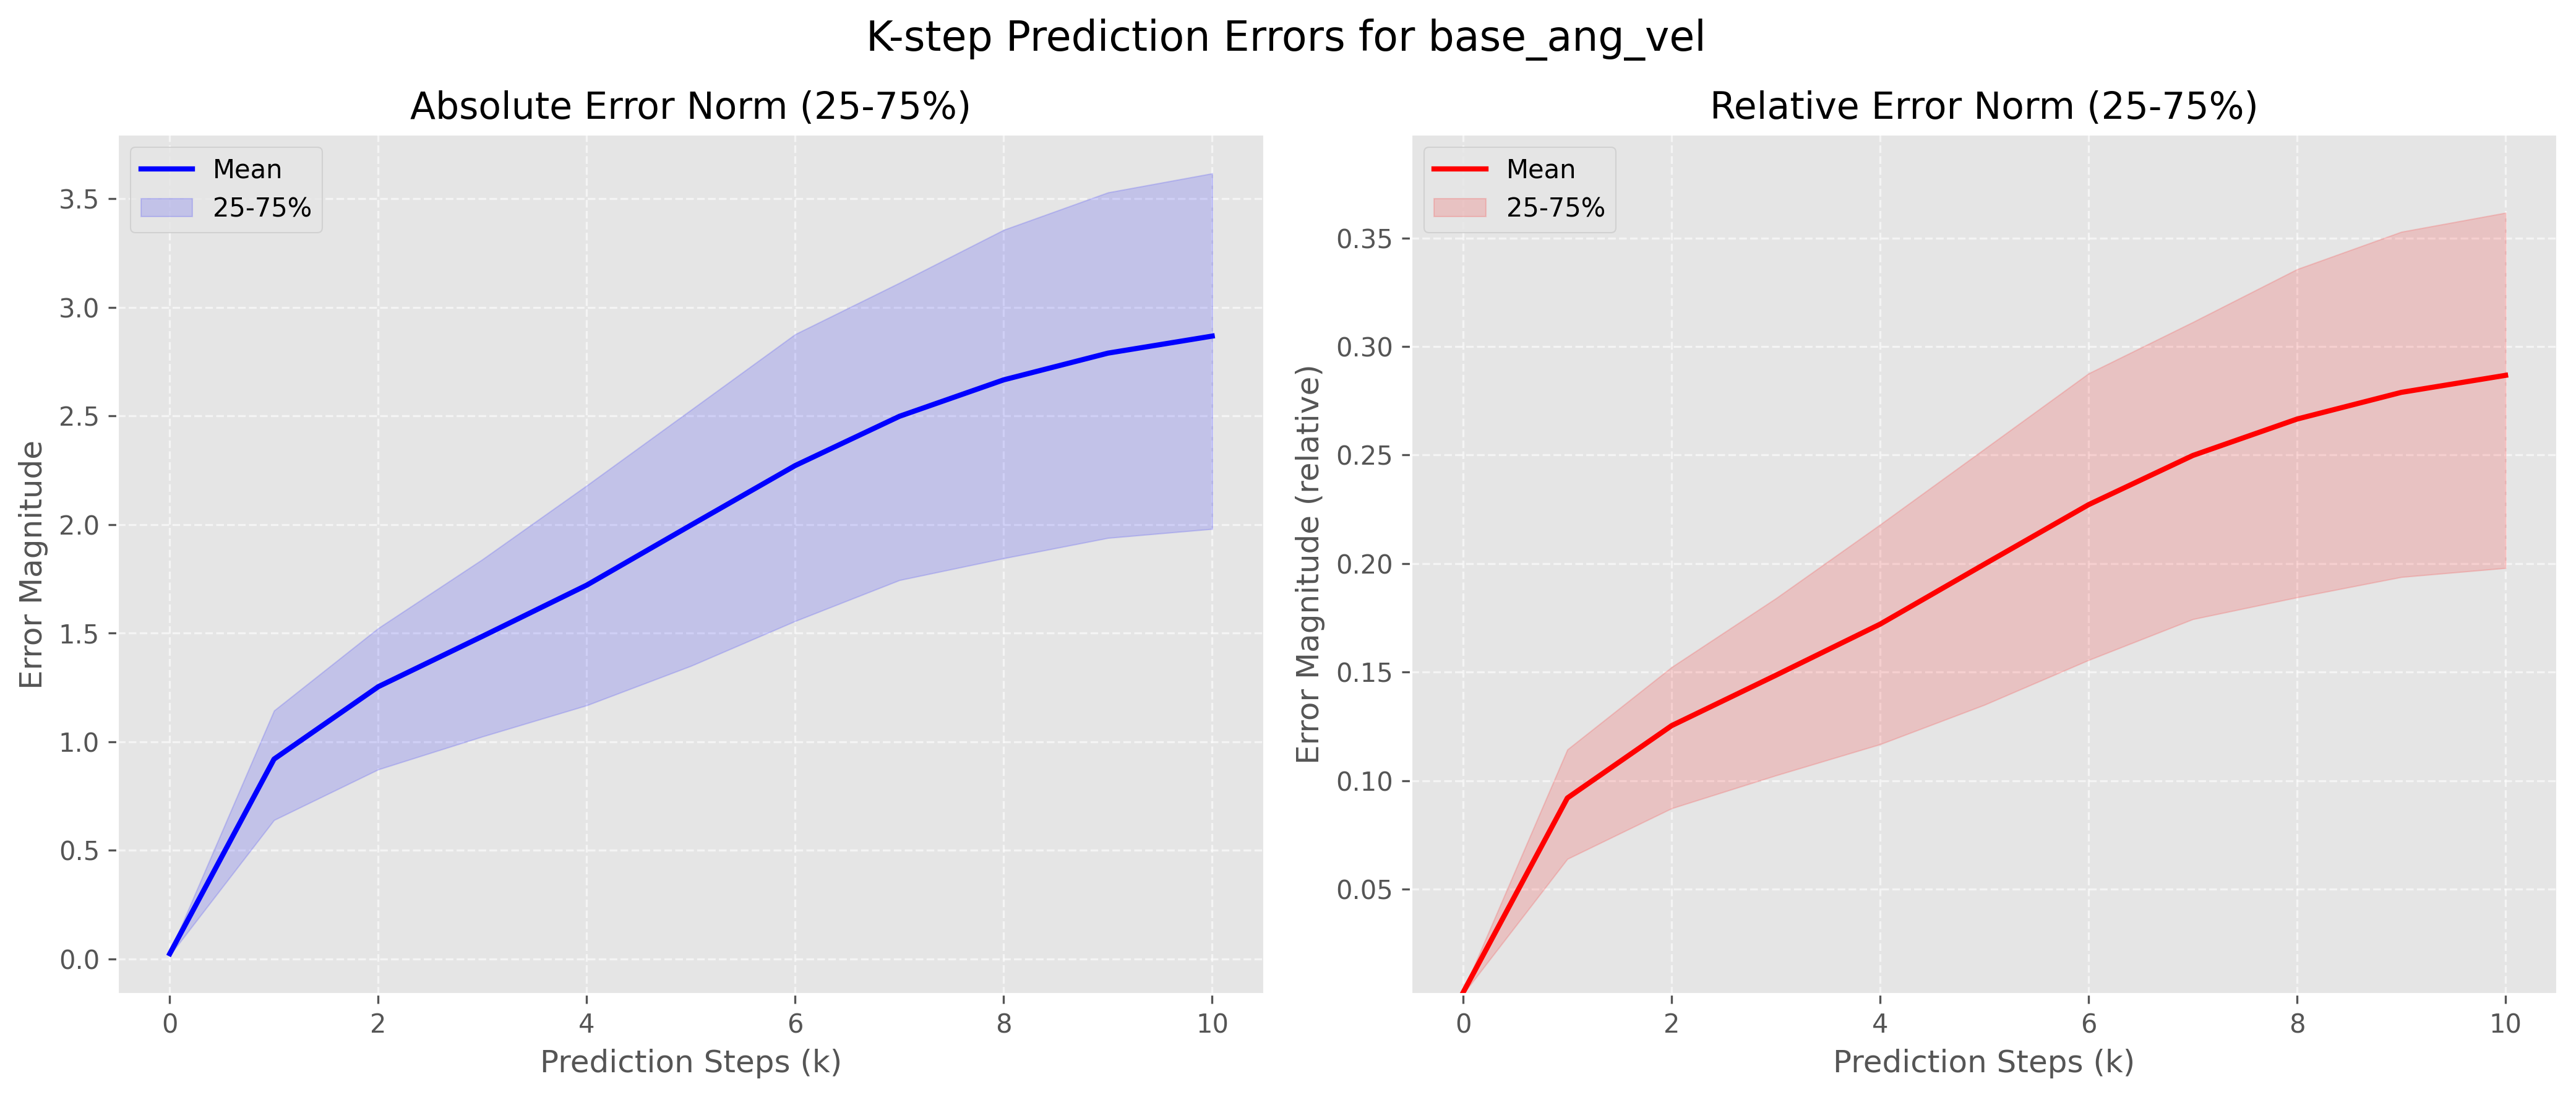 K-step Prediction Errors for base_ang_vel
Absolute Error Norm (25-75%)
Mean
25-75%
3.5
3.0
2.5
2.0
1.5
1.0
0.5
0.0
Error Magnitude
0 2 4 6 8 10
Prediction Steps (k)
Relative Error Norm (25-75%)
Mean
25-75%
0.35
0.30
0.25
0.20
0.15
0.10
0.05
Error Magnitude (relative)
0 2 4 6 8 10
Prediction Steps (k)